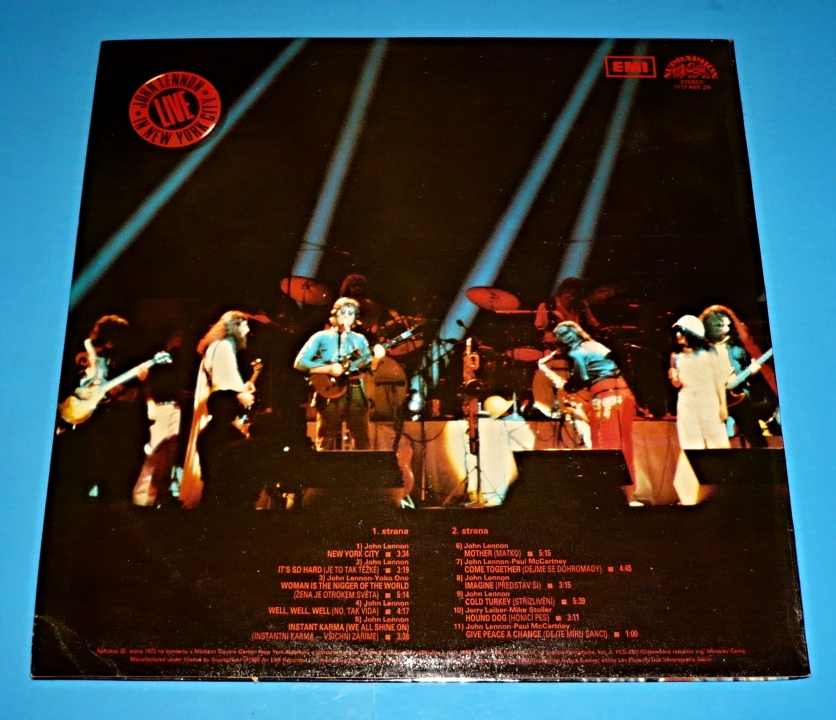 JOHN LENNON
LIVE
IN NEW YORK CITY
EMI
SUPRAPHON
STEREO
1. strana
1) John Lennon
NEW YORK CITY ■ 3:34
2) John Lennon
IT'S SO HARD (JE TO TAK TĚŽKÉ) ■ 3:19
3) John Lennon-Yoko Ono
WOMAN IS THE NIGGER OF THE WORLD
(ŽENA JE OTROKEM SVĚTA) ■ 5:14
4) John Lennon
WELL, WELL, WELL (NO, TAK VIDA) ■ 4:17
5) John Lennon
INSTANT KARMA (WE ALL SHINE ON)
(INSTANTNÍ KARMA — VŠICHNI ZÁŘÍME) ■ 3:28
2. strana
6) John Lennon
MOTHER (MATKO) ■ 5:15
7) John Lennon-Paul McCartney
COME TOGETHER (DEJME SE DOHROMADY) ■ 4:45
8) John Lennon
IMAGINE (PŘEDSTAV SI) ■ 3:15
9) John Lennon
COLD TURKEY (STŘÍZLIVĚNÍ) ■ 5:39
10) Jerry Leiber-Mike Stoller
HOUND DOG (HONICÍ PES) ■ 3:11
11) John Lennon-Paul McCartney
GIVE PEACE A CHANCE (DEJTE MÍRU ŠANCI) ■ 1:00